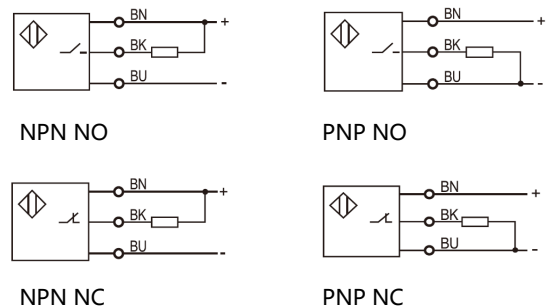 BN +
BK
BU -
NPN NO
BN +
BK
BU -
PNP NO
BN +
BK
BU -
NPN NC
BN +
BK
BU -
PNP NC